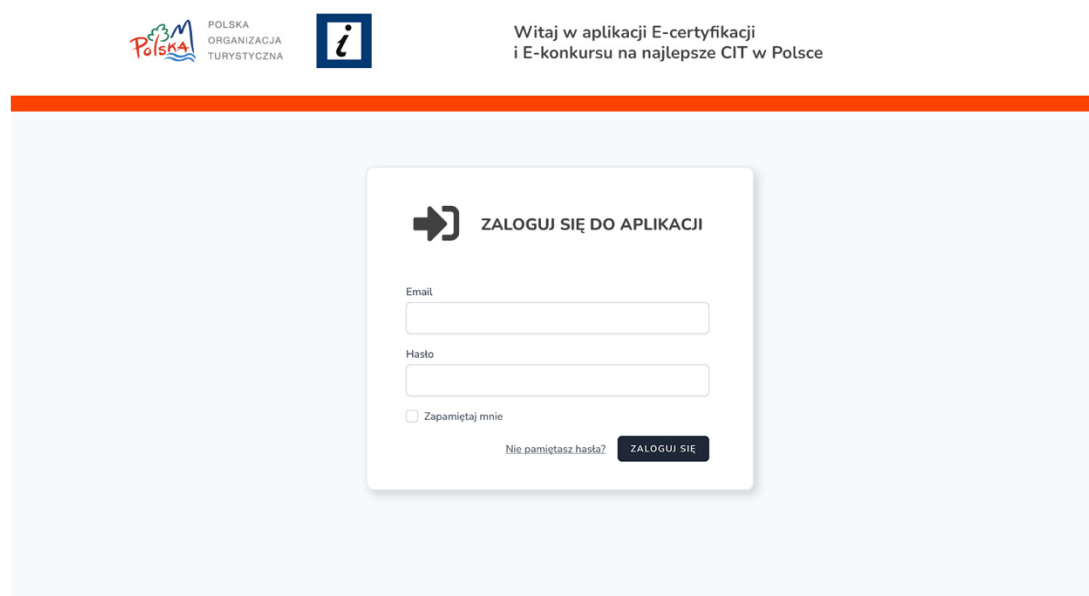 Polska
POLSKA
ORGANIZACJA
TURYSTYCZNA
i
Witaj w aplikacji E-certyfikacji
i E-konkursu na najlepsze CIT w Polsce
ZALOGUJ SIĘ DO APLIKACJI
Email
Hasło
Zapamiętaj mnie
Nie pamiętasz hasła?
ZALOGUJ SIĘ